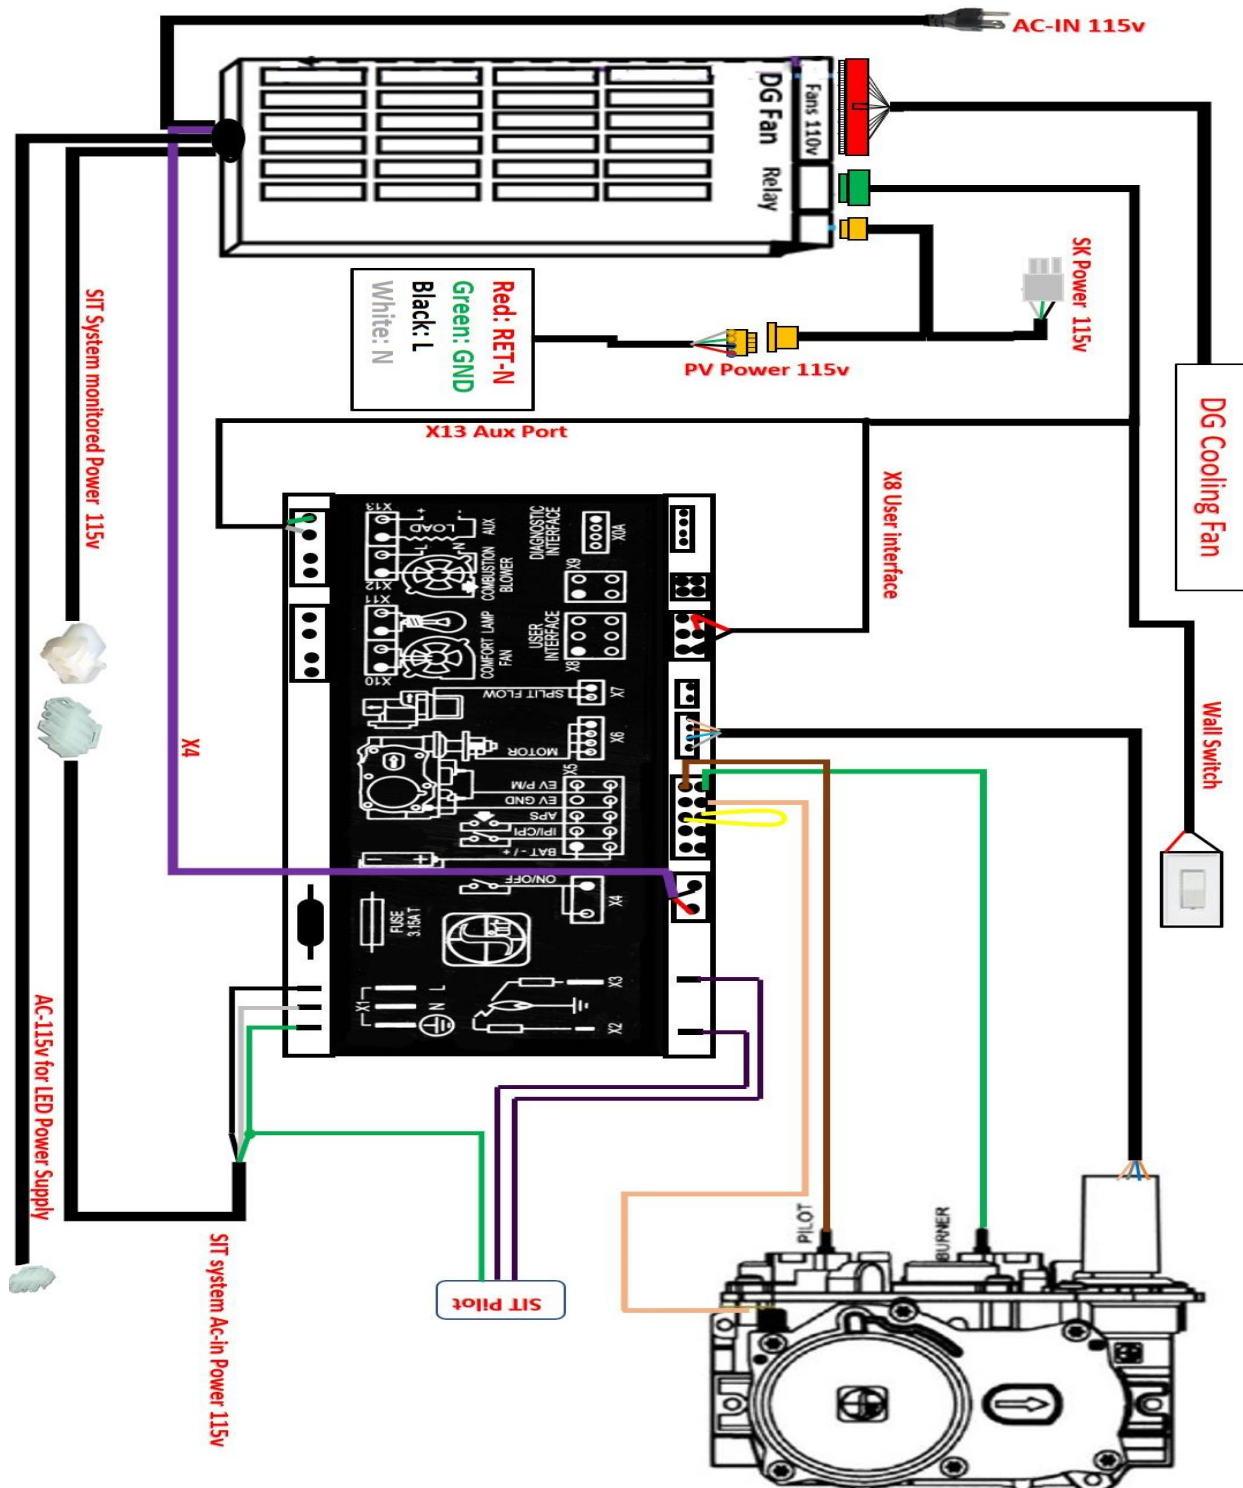 AC-IN 115v
DG Fan
Fans 110v
Relay
SK Power 115v
Red: RET-N
Green: GND
Black: L
White: N
PV Power 115v
DG Cooling Fan
X13 Aux Port
X8 User interface
SIT System monitored Power 115v
X4
Wall Switch
AC-115v for LED Power Supply
SIT system Ac-in Power 115v
SIT Pilot
PILOT
BURNER
X13
+
-
LOAD
AUX
L
N
X12
COMBUSTION
BLOWER
X11
LAMP
COMFORT
FAN
X10
DIAGNOSTIC
INTERFACE
X0A
X9
USER
INTERFACE
X8
SPLIT FLOW
X7
MOTOR
X6
X5
EV P/M
EV GND
APS
IPI/CPI
BAT - / +
- +
ON/OFF
X4
FUSE
3.15A T
X1
L
N
X3
X2